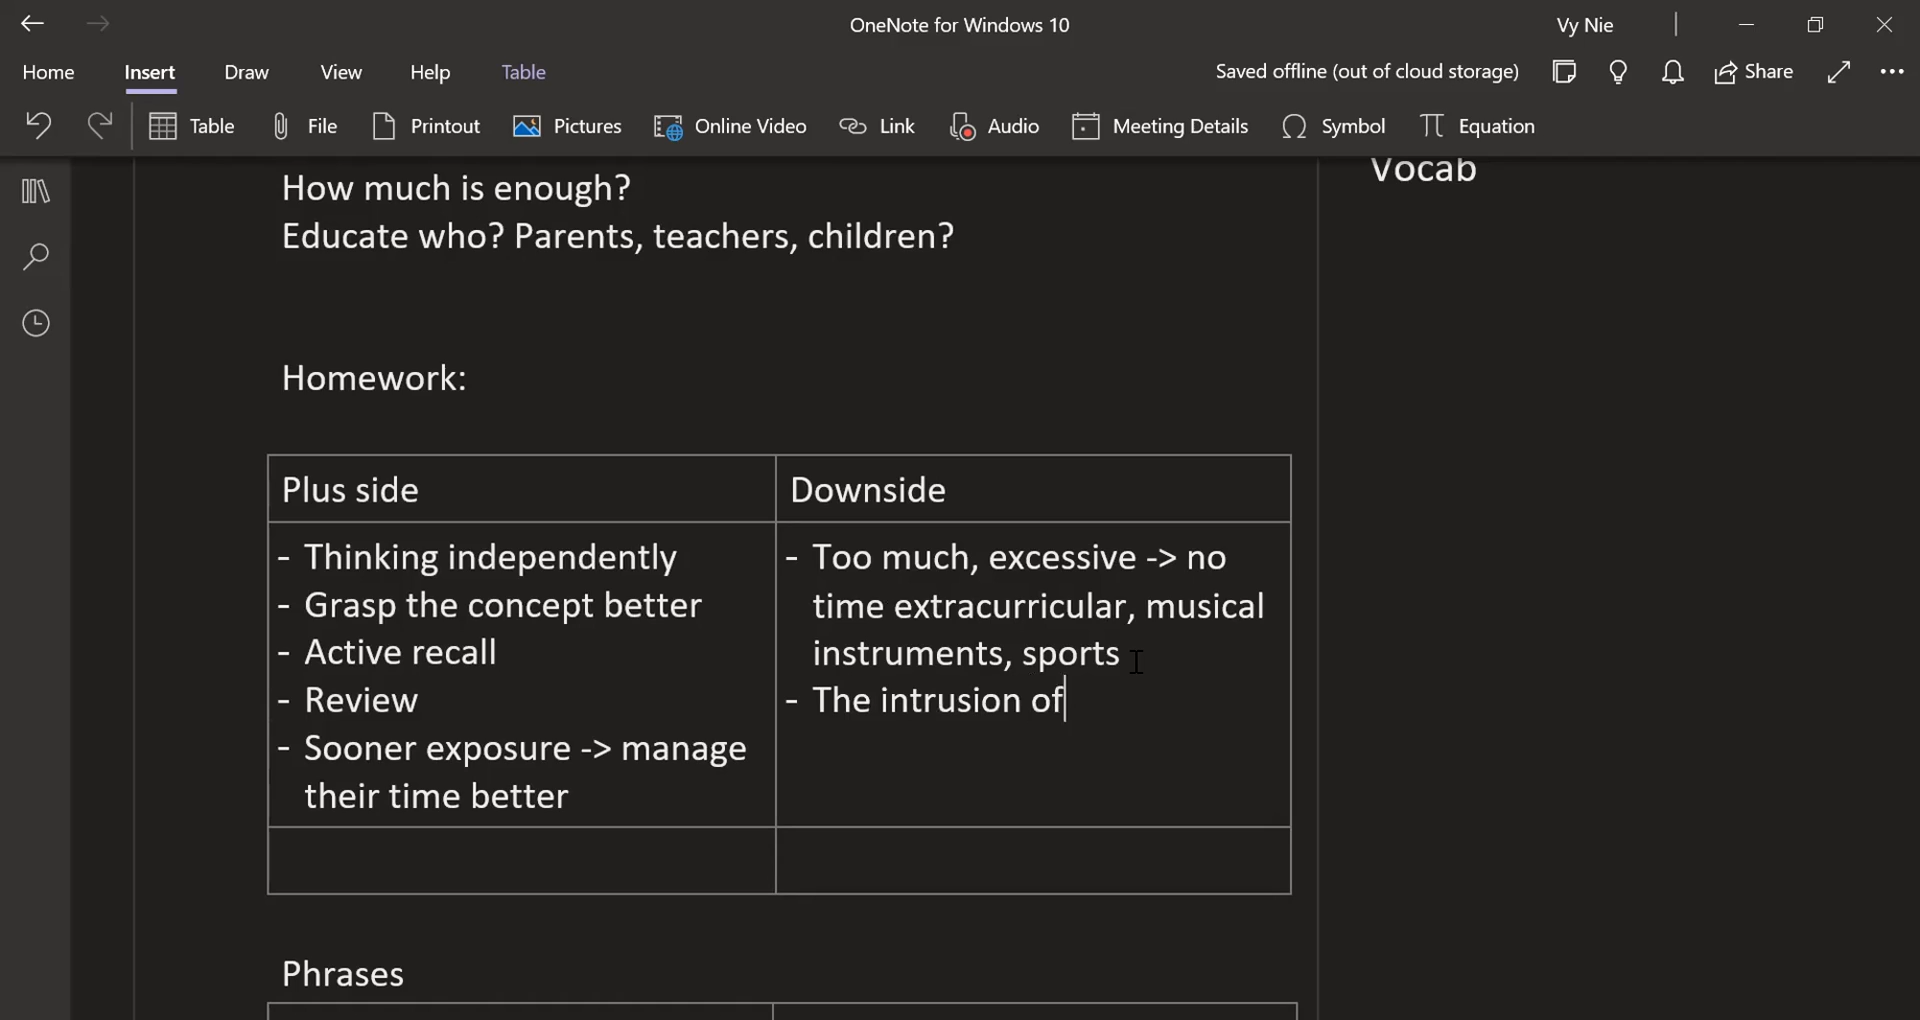 OneNote for Windows 10
Vy Nie
Home Insert Draw View Help Table
Saved offline (out of cloud storage)
Share
Table File Printout Pictures Online Video Link Audio Meeting Details Symbol Equation
How much is enough?
Educate who? Parents, teachers, children?
Vocab
Homework:
Plus side
- Thinking independently
- Grasp the concept better
- Active recall
- Review
- Sooner exposure -> manage
their time better
Downside
- Too much, excessive -> no
time extracurricular, musical
instruments, sports
- The intrusion of
Phrases